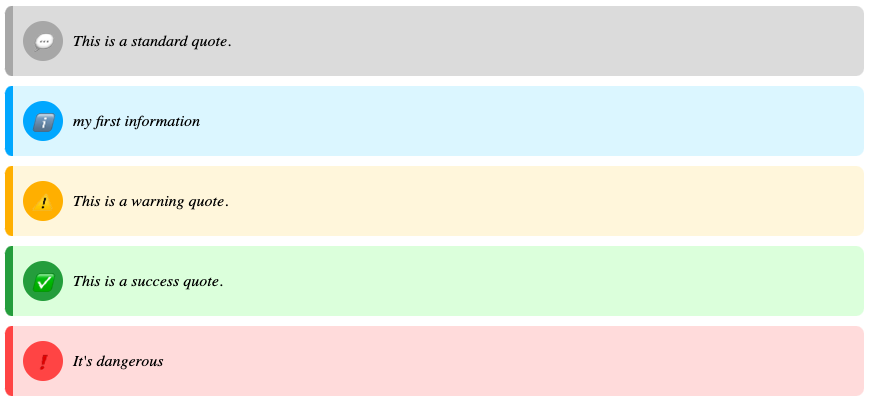 This is a standard quote.
my first information
This is a warning quote.
This is a success quote.
It's dangerous